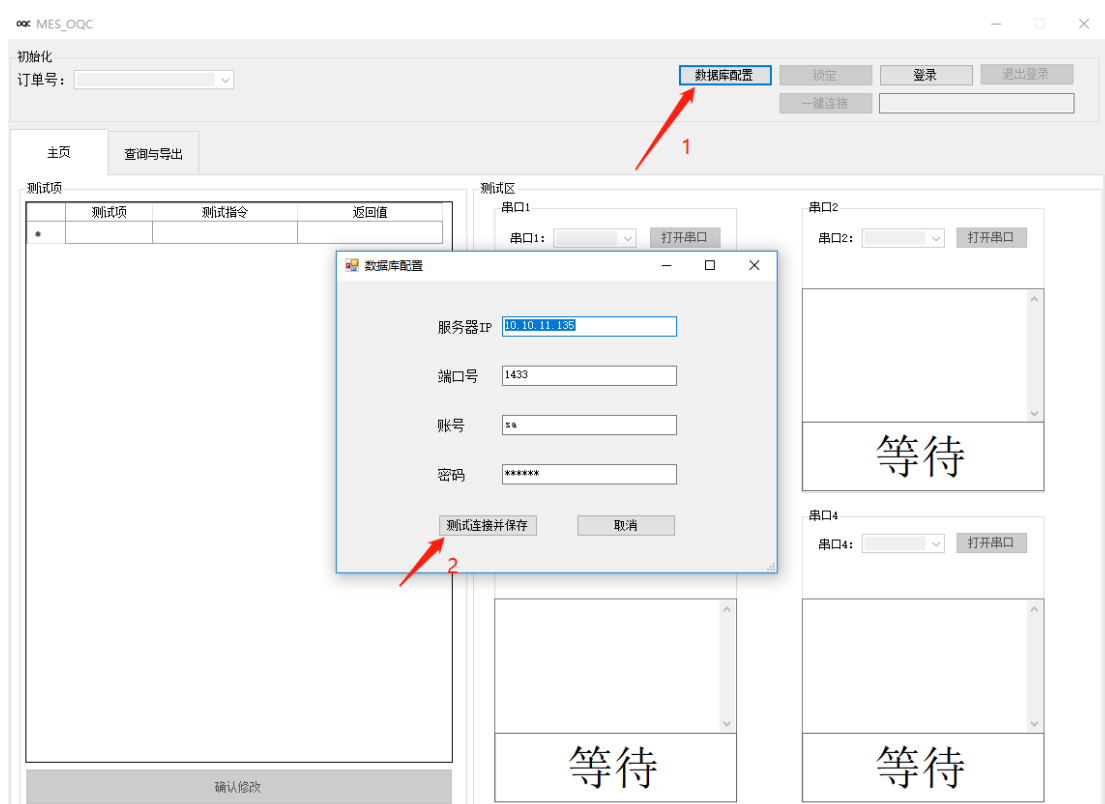 OQC MES_OQC
初始化
订单号：
数据库配置 锁定 登录 退出登录
一键连接
1
主页 查询与导出
测试项 测试区
测试项 测试指令 返回值
*
串口1 串口2
串口1： 打开串口 串口2： 打开串口
数据库配置
服务器IP 10.10.11.135
端口号 1433
账号 sa
密码 ******
测试连接并保存 取消
2
等待
串口4
串口4： 打开串口
等待 等待
确认修改